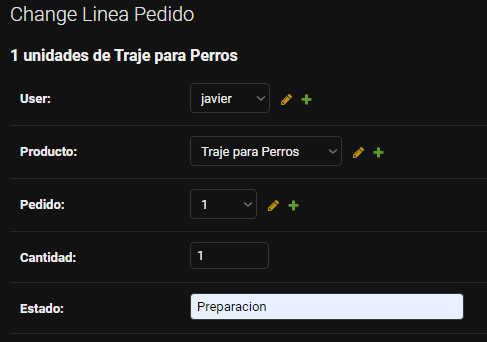 Change Linea Pedido
1 unidades de Traje para Perros
User: javier
Producto: Traje para Perros
Pedido: 1
Cantidad: 1
Estado: Preparacion